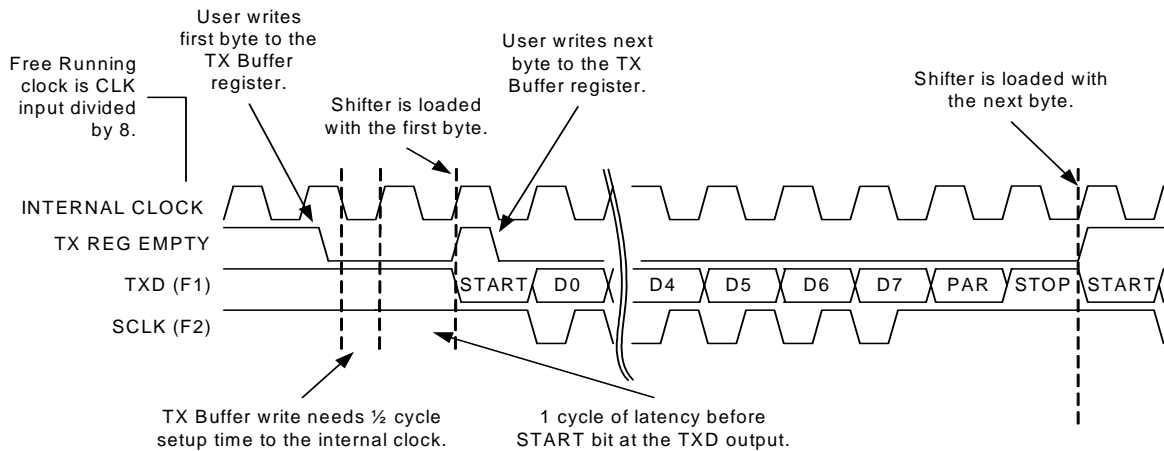 User writes
first byte to the
TX Buffer
register.
User writes next
byte to the TX
Buffer register.
Free Running
clock is CLK
input divided
by 8.
Shifter is loaded
with the first byte.
Shifter is loaded with
the next byte.
INTERNAL CLOCK
TX REG EMPTY
TXD (F1)
START D0 D4 D5 D6 D7 PAR STOP START
SCLK (F2)
TX Buffer write needs ½ cycle
setup time to the internal clock.
1 cycle of latency before
START bit at the TXD output.